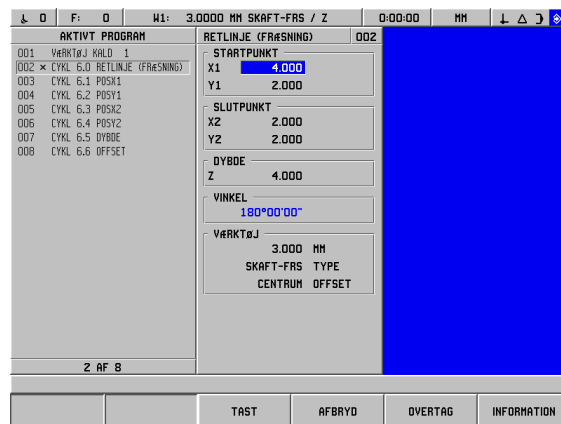 0 F: 0 W1: 3.0000 MM SKAFT-FRS / Z 0:00:00 MM
AKTIVT PROGRAM
001 VÆRKTØJ KALD 1
002 × CYKL 6.0 RETLINJE (FRÆSNING)
003 CYKL 6.1 POSX1
004 CYKL 6.2 POSY1
005 CYKL 6.3 POSX2
006 CYKL 6.4 POSY2
007 CYKL 6.5 DYBDE
008 CYKL 6.6 OFFSET
2 AF 8
RETLINJE (FRÆSNING) 002
STARTPUNKT
X1 4.000
Y1 2.000
SLUTPUNKT
X2 2.000
Y2 2.000
DYBDE
Z 4.000
VINKEL
180°00'00"
VÆRKTØJ
3.000 MM
SKAFT-FRS TYPE
CENTRUM OFFSET
TAST AFBRYD OVERTAG INFORMATION